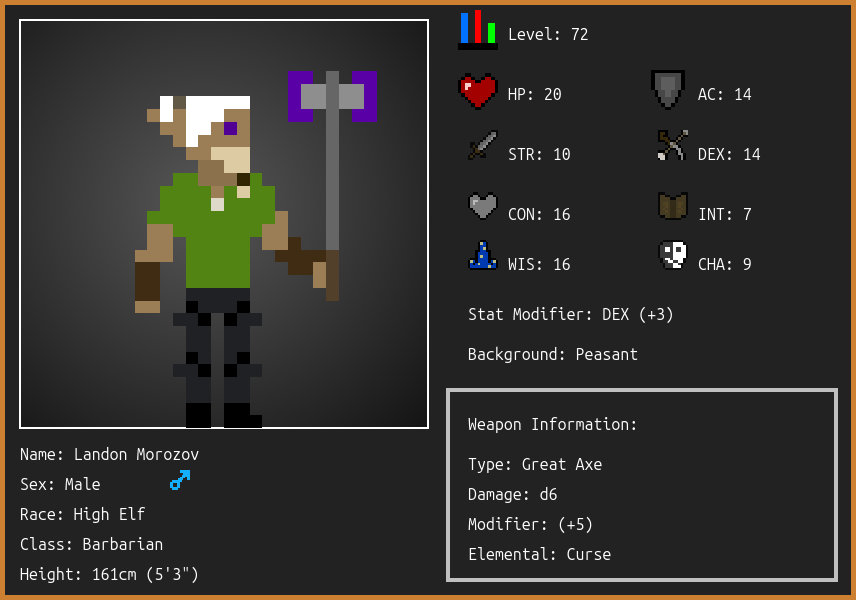 Level: 72
HP: 20
AC: 14
STR: 10
DEX: 14
CON: 16
INT: 7
WIS: 16
CHA: 9
Stat Modifier: DEX (+3)
Background: Peasant
Weapon Information:
Type: Great Axe
Damage: d6
Modifier: (+5)
Elemental: Curse
Name: Landon Morozov
Sex: Male
Race: High Elf
Class: Barbarian
Height: 161cm (5'3")